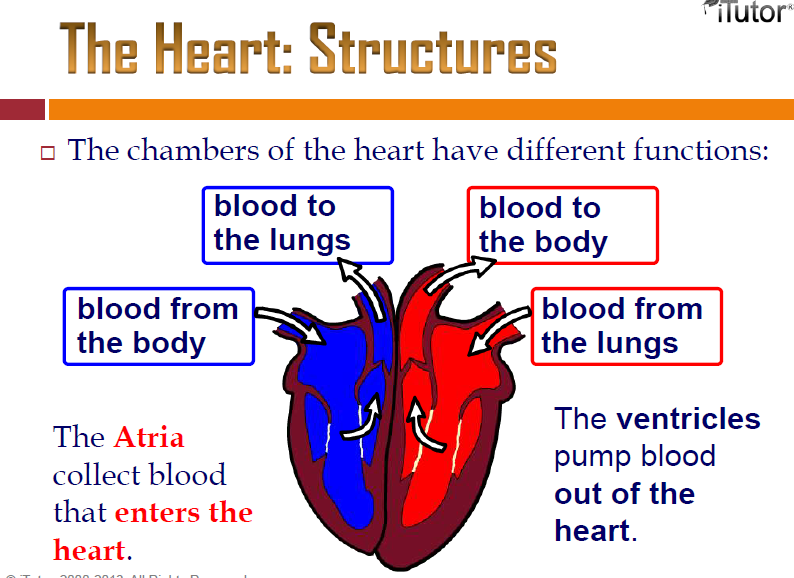 iTutor®
The Heart: Structures
The chambers of the heart have different functions:
blood to
the lungs
blood to
the body
blood from
the body
blood from
the lungs
The Atria
collect blood
that enters the
heart.
The ventricles
pump blood
out of the
heart.